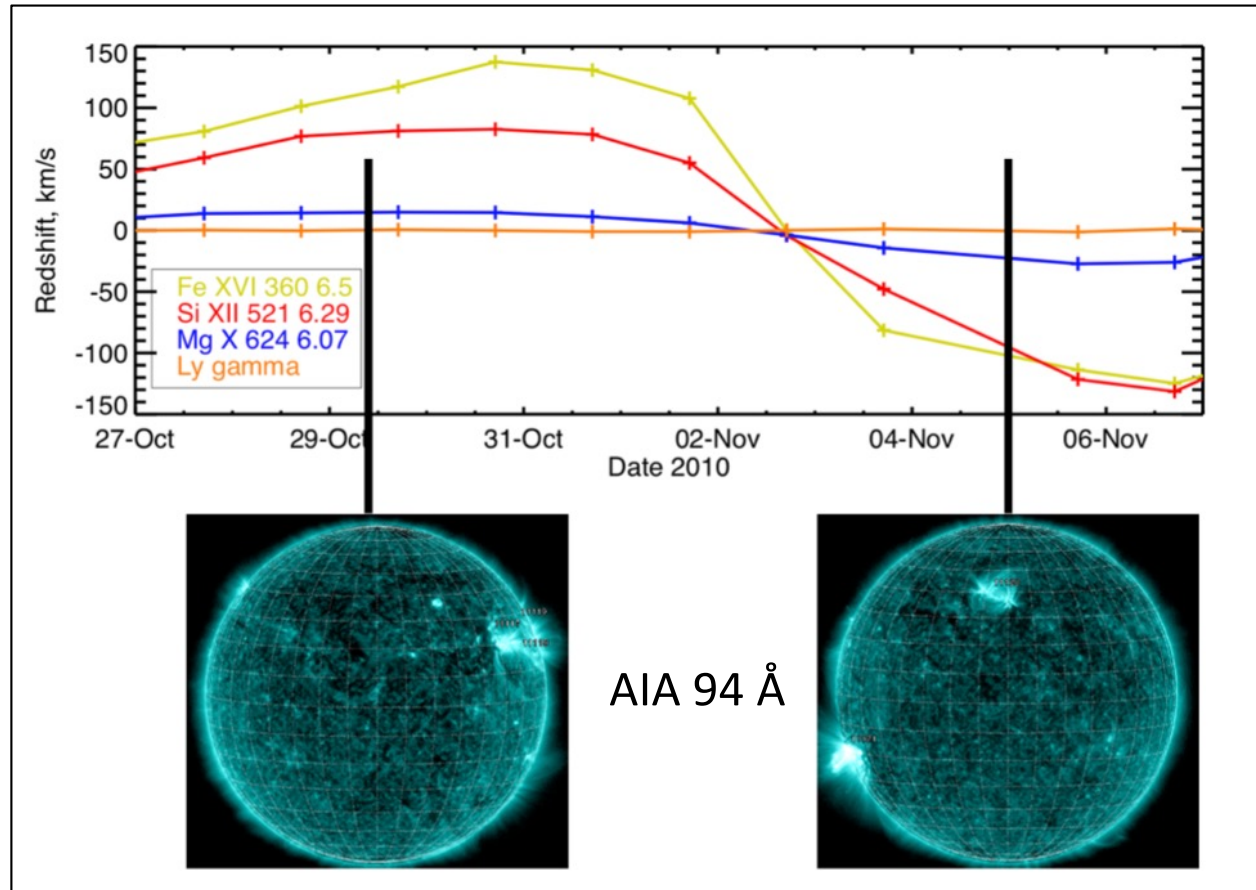 150
100
50
0
-50
-100
-150
Redshift, km/s
Fe XVI 360 6.5
Si XII 521 6.29
Mg X 624 6.07
Ly gamma
27-Oct 29-Oct 31-Oct 02-Nov 04-Nov 06-Nov
Date 2010
AIA 94 Å